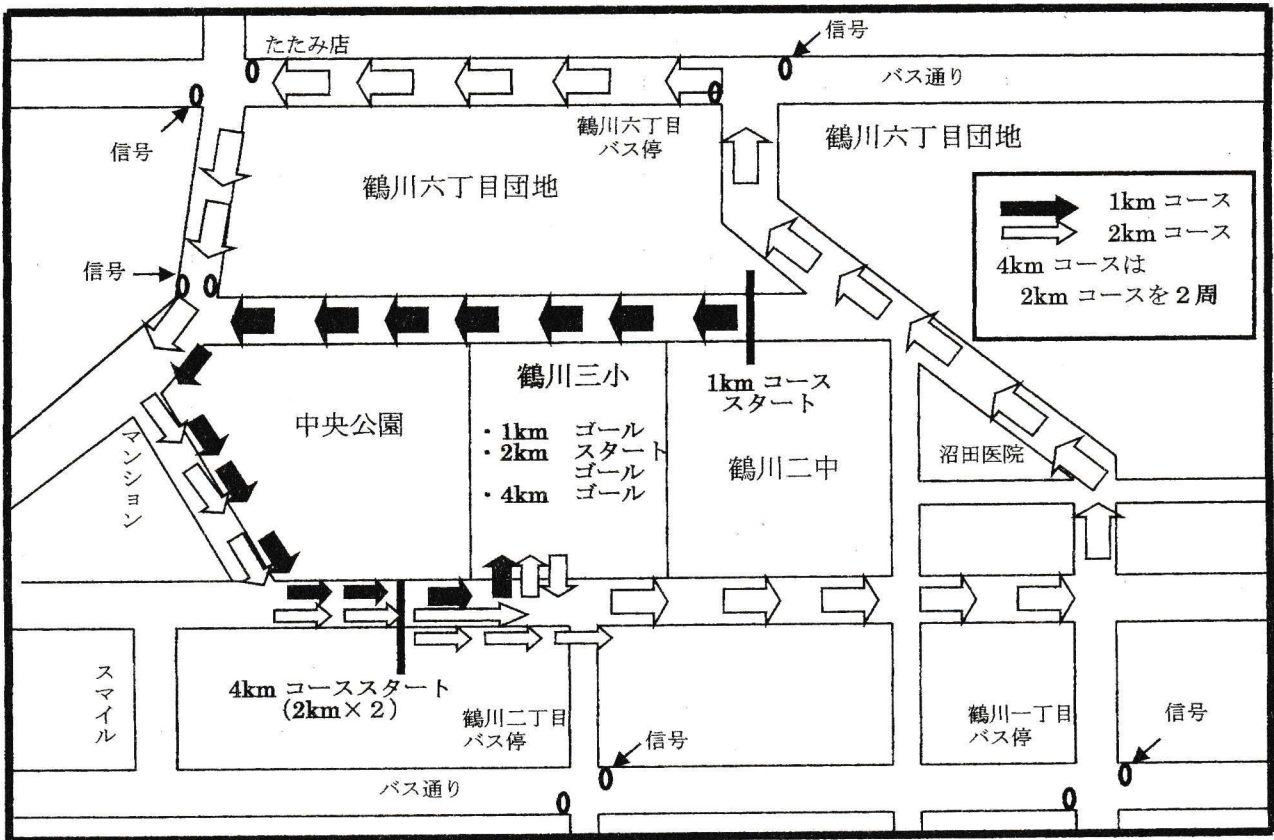 たたみ店
信号
バス通り
信号
鶴川六丁目
バス停
鶴川六丁目団地
鶴川六丁目団地
1km コース
2km コース
4km コースは
2km コースを２周
信号
鶴川三小
・1km ゴール
・2km スタート
ゴール
・4km ゴール
1km コース
スタート
中央公園
鶴川二中
沼田医院
マンション
スマイル
4km コーススタート
（2km×２）
鶴川二丁目
バス停
信号
鶴川一丁目
バス停
信号
バス通り